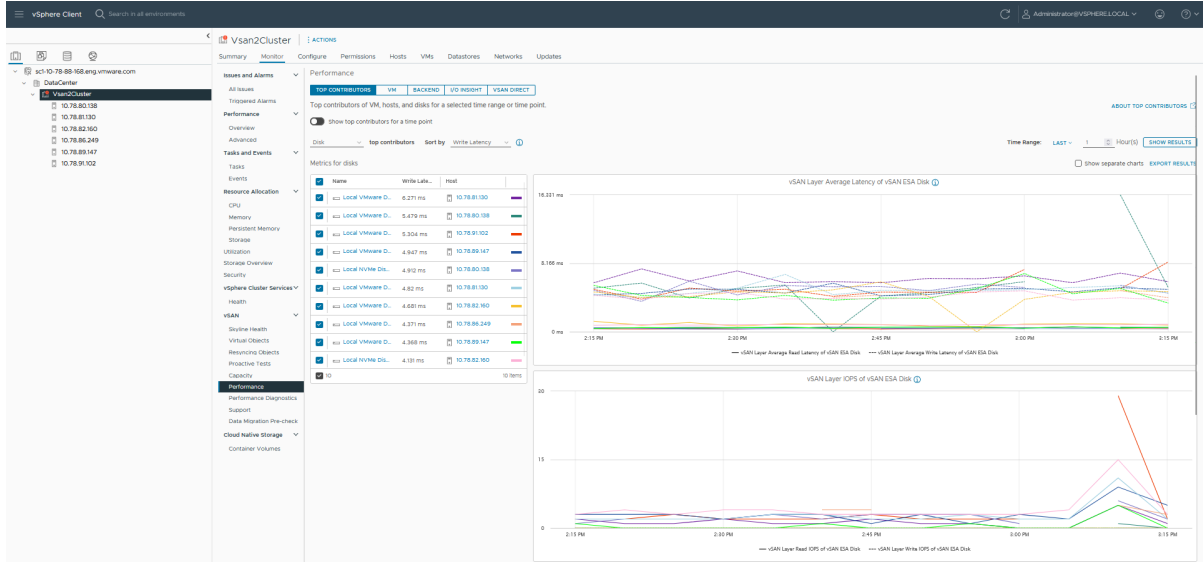 vSphere Client
Search in all environments
Administrator@VSPHERE.LOCAL
sc1-10-78-88-168.eng.vmware.com
DataCenter
Vsan2Cluster
10.78.80.138
10.78.81.130
10.78.82.160
10.78.86.249
10.78.89.147
10.78.91.102
Vsan2Cluster
ACTIONS
Summary Monitor Configure Permissions Hosts VMs Datastores Networks Updates
Issues and Alarms
All Issues
Triggered Alarms
Performance
Overview
Advanced
Tasks and Events
Tasks
Events
Resource Allocation
CPU
Memory
Persistent Memory
Storage
Utilization
Storage Overview
Security
vSphere Cluster Services
Health
vSAN
Skyline Health
Virtual Objects
Resyncing Objects
Proactive Tests
Capacity
Performance
Performance Diagnostics
Support
Data Migration Pre-check
Cloud Native Storage
Container Volumes
Performance
TOP CONTRIBUTORS VM BACKEND I/O INSIGHT VSAN DIRECT
Top contributors of VM, hosts, and disks for a selected time range or time point.
ABOUT TOP CONTRIBUTORS
Show top contributors for a time point
Disk top contributors Sort by Write Latency
Time Range: LAST 1 Hour(s) SHOW RESULTS
Metrics for disks
Show separate charts EXPORT RESULTS
Name Write Late... Host
Local VMware D... 6.271 ms 10.78.81.130
Local VMware D... 5.479 ms 10.78.80.138
Local VMware D... 5.304 ms 10.78.91.102
Local VMware D... 4.947 ms 10.78.89.147
Local NVMe Dis... 4.912 ms 10.78.80.138
Local VMware D... 4.82 ms 10.78.81.130
Local VMware D... 4.681 ms 10.78.82.160
Local VMware D... 4.371 ms 10.78.86.249
Local VMware D... 4.368 ms 10.78.89.147
Local NVMe Dis... 4.131 ms 10.78.82.160
10 10 items
vSAN Layer Average Latency of vSAN ESA Disk
16.331 ms
8.166 ms
0 ms
2:15 PM 2:30 PM 2:45 PM 3:00 PM 3:15 PM
vSAN Layer Average Read Latency of vSAN ESA Disk vSAN Layer Average Write Latency of vSAN ESA Disk
vSAN Layer IOPS of vSAN ESA Disk
20
15
0
2:15 PM 2:30 PM 2:45 PM 3:00 PM 3:15 PM
vSAN Layer Read IOPS of vSAN ESA Disk vSAN Layer Write IOPS of vSAN ESA Disk